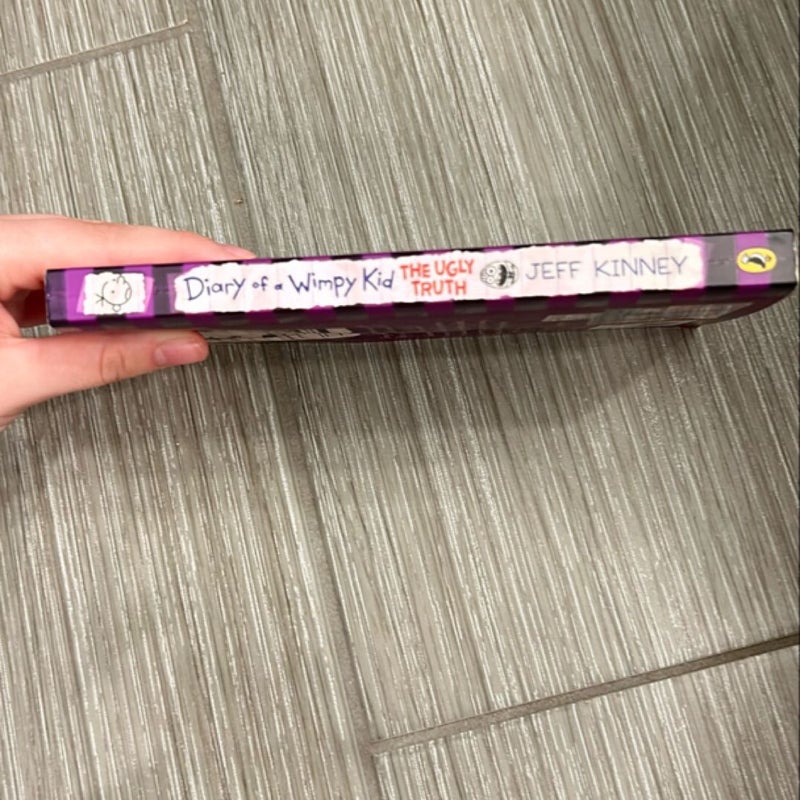 Diary of a Wimpy Kid
THE UGLY
TRUTH
JEFF KINNEY